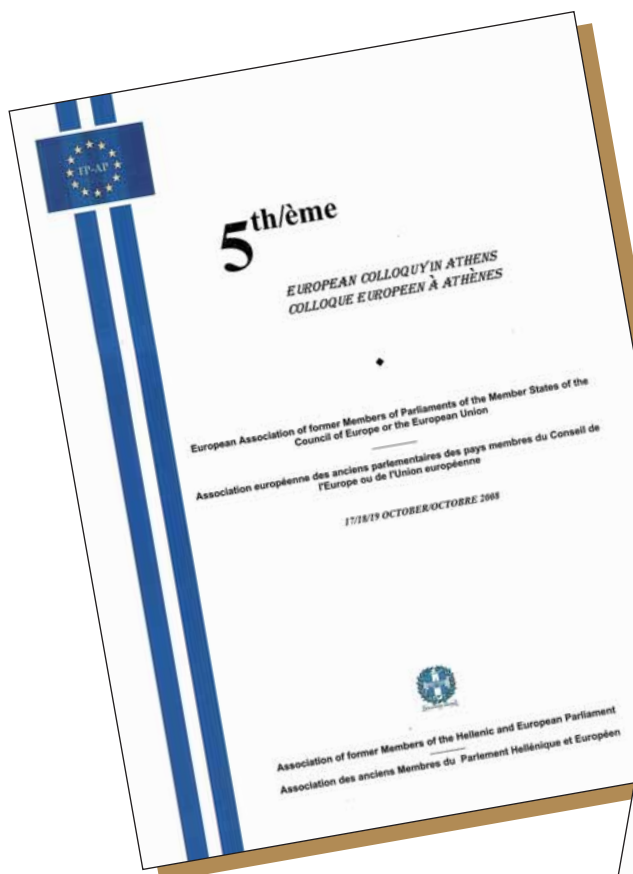 FP-AP
5th/ème
EUROPEAN COLLOQUY IN ATHENS
COLLOQUE EUROPEEN À ATHÈNES
European Association of former Members of Parliaments of the Member States of the
Council of Europe or the European Union
Association européenne des anciens parlementaires des pays membres du Conseil de
l'Europe ou de l'Union européenne
17/18/19 OCTOBER/OCTOBRE 2008
Association of former Members of the Hellenic and European Parliament
Association des anciens Membres du Parlement Hellénique et Européen